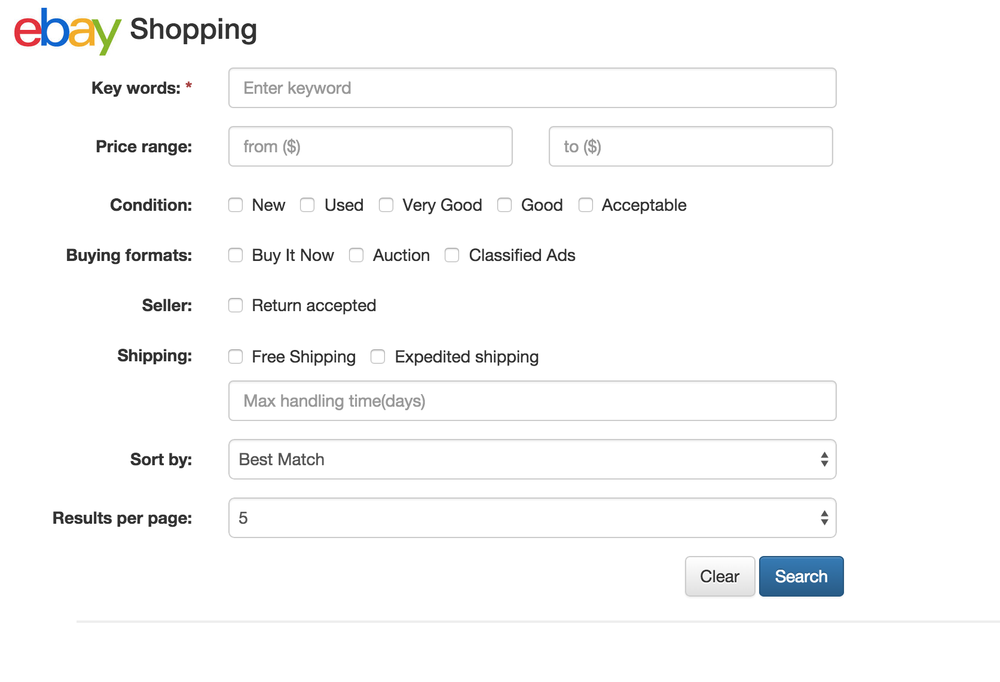 ebay Shopping
Key words: * Enter keyword
Price range: from ($) to ($)
Condition: New Used Very Good Good Acceptable
Buying formats: Buy It Now Auction Classified Ads
Seller: Return accepted
Shipping: Free Shipping Expedited shipping
Max handling time(days)
Sort by: Best Match
Results per page: 5
Clear Search